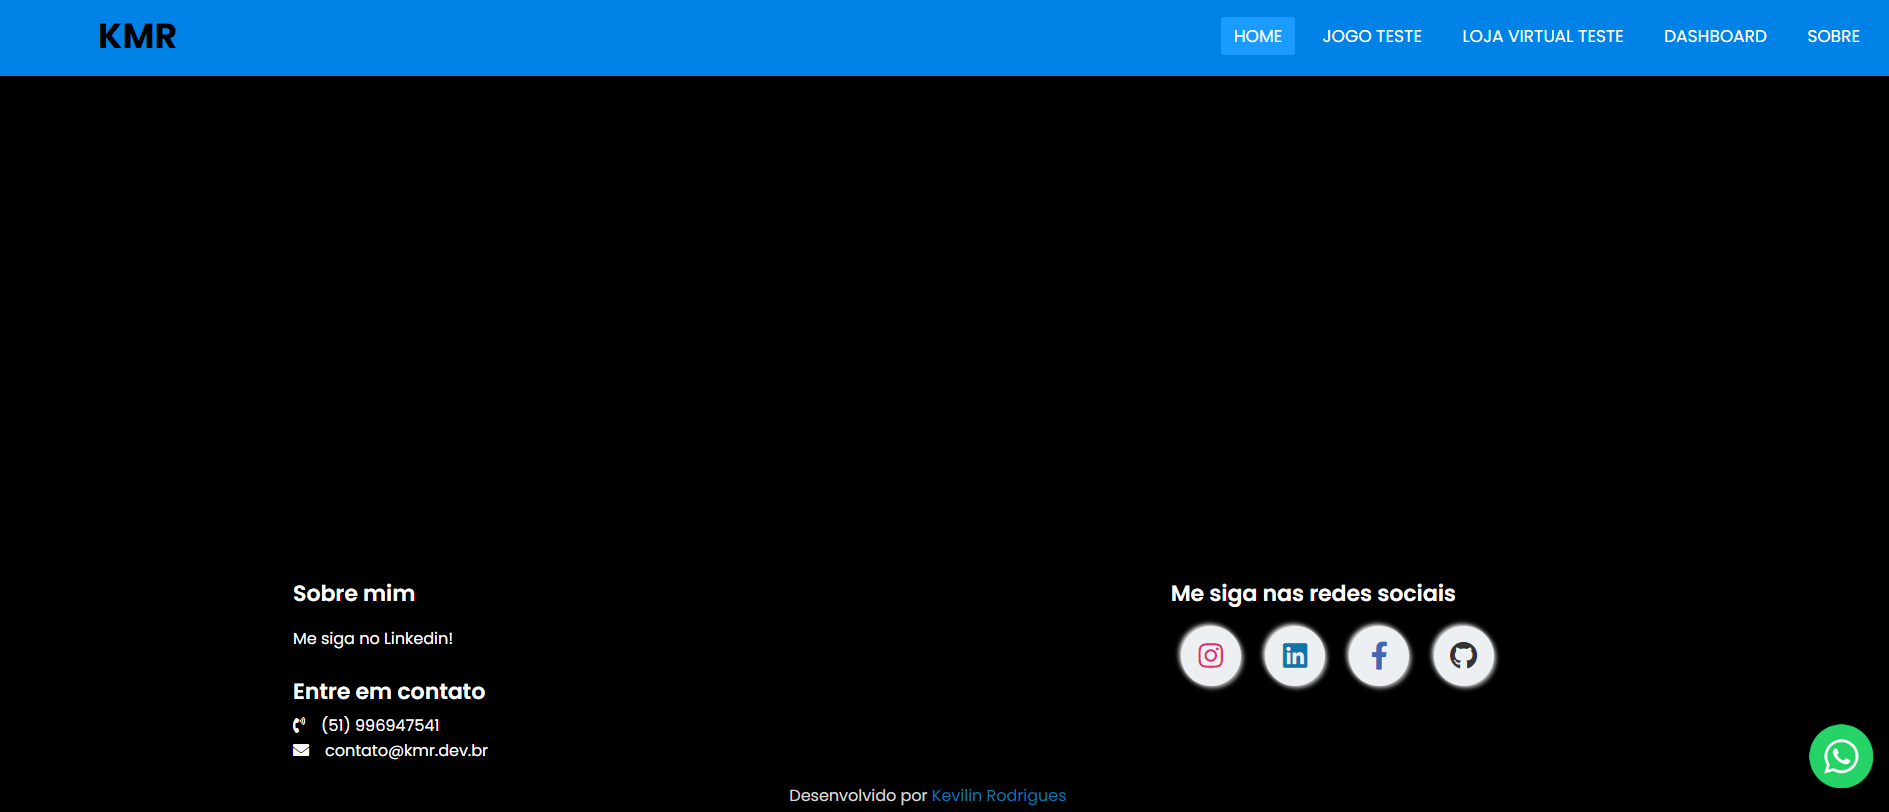 KMR
HOME JOGO TESTE LOJA VIRTUAL TESTE DASHBOARD SOBRE
Sobre mim
Me siga no Linkedin!
Entre em contato
(51) 996947541
contato@kmr.dev.br
Me siga nas redes sociais
Desenvolvido por Kevilin Rodrigues